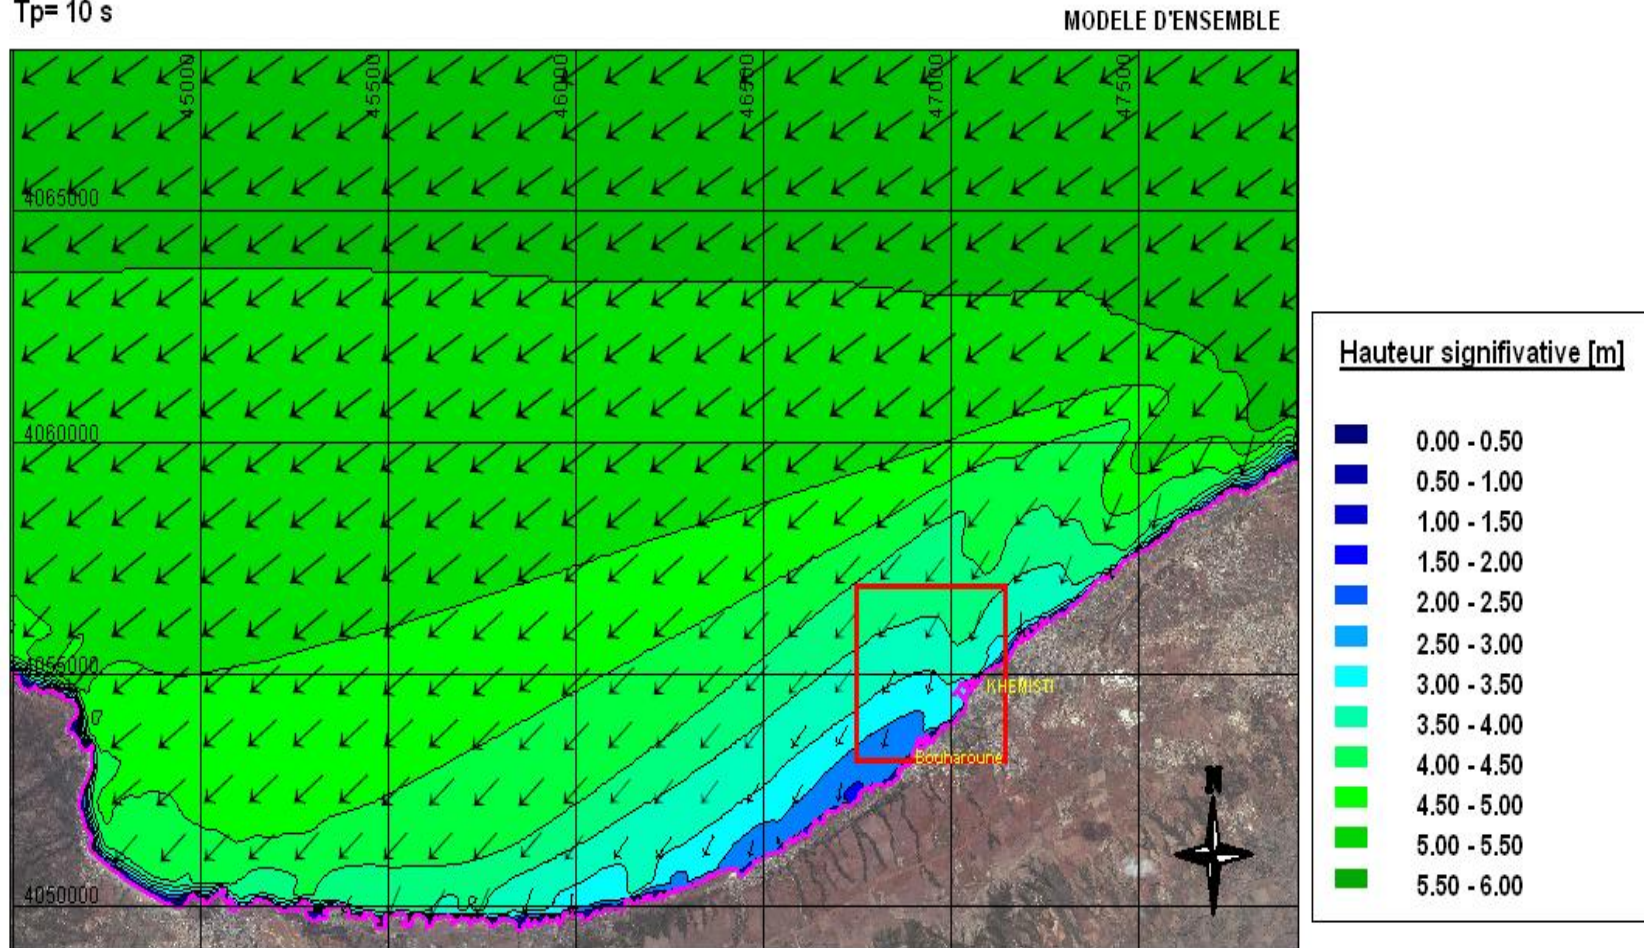 Tp= 10 s
MODELE D'ENSEMBLE
45000
45500
46000
46500
47000
47500
4065000
4060000
4055000
4050000
KHEMISTI
Bouharoune
N
Hauteur signifivative [m]
0.00 - 0.50
0.50 - 1.00
1.00 - 1.50
1.50 - 2.00
2.00 - 2.50
2.50 - 3.00
3.00 - 3.50
3.50 - 4.00
4.00 - 4.50
4.50 - 5.00
5.00 - 5.50
5.50 - 6.00